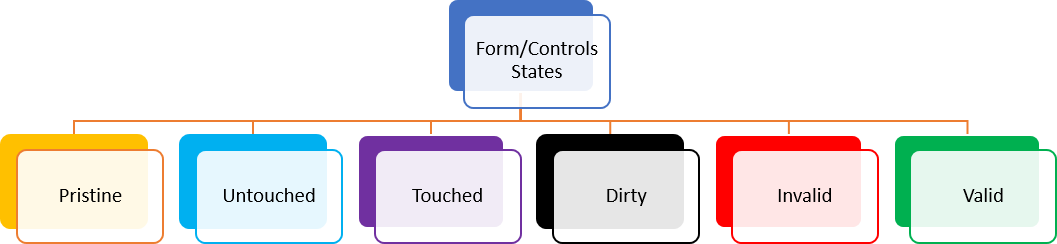 Form/Controls
States
Pristine
Untouched
Touched
Dirty
Invalid
Valid